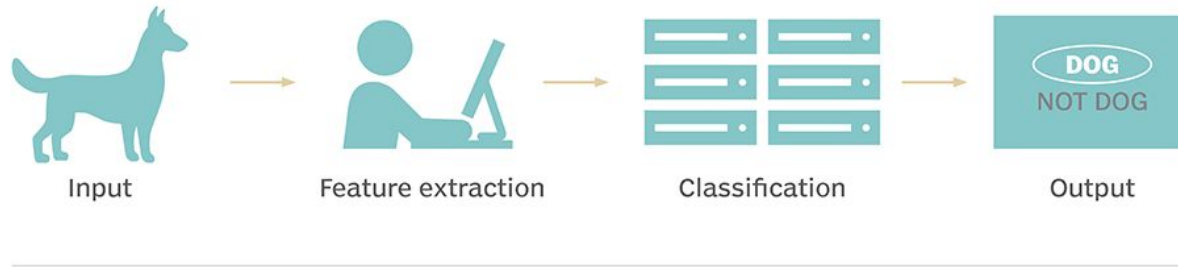 DOG
NOT DOG
Input
Feature extraction
Classification
Output